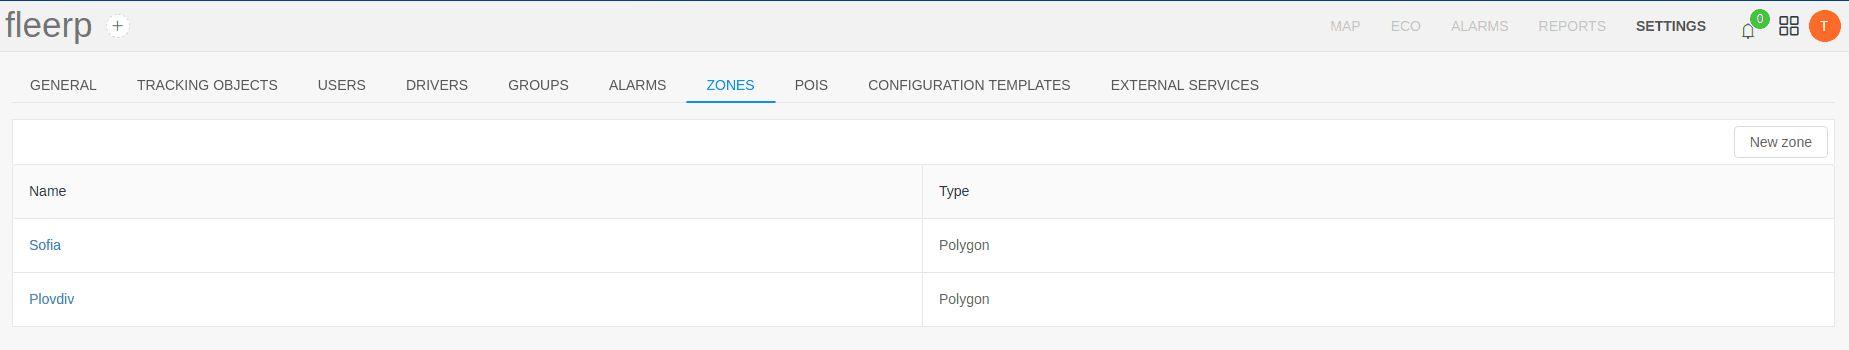 fleerp + MAP ECO ALARMS REPORTS SETTINGS 0 T
GENERAL TRACKING OBJECTS USERS DRIVERS GROUPS ALARMS ZONES POIS CONFIGURATION TEMPLATES EXTERNAL SERVICES
New zone
Name Type
Sofia Polygon
Plovdiv Polygon